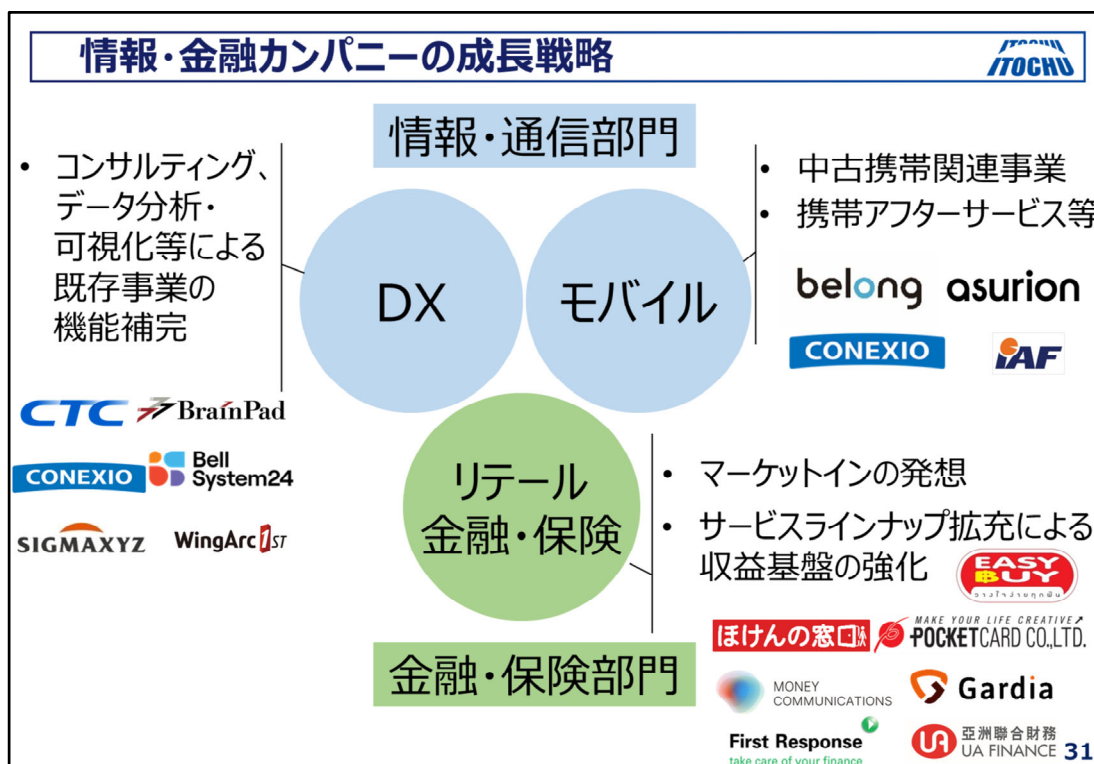 情報・金融カンパニーの成長戦略
ITOCHU
ITOCHU
情報・通信部門
• コンサルティング、
データ分析・
可視化等による
既存事業の
機能補完
DX
モバイル
• 中古携帯関連事業
• 携帯アフターサービス等
belong
asurion
CONEXIO
iAF
CTC
BrainPad
CONEXIO
Bell
System24
SIGMAXYZ
WingArc1ST
リテール
金融・保険
• マーケットインの発想
• サービスラインナップ拡充による
収益基盤の強化
EASY
BUY
金融・保険部門
ほけんの窓口
MAKE YOUR LIFE CREATIVE
POCKETCARD CO.,LTD.
MONEY
COMMUNICATIONS
Gardia
First Response
take care of your finance
UA
亞洲聯合財務
UA FINANCE
31